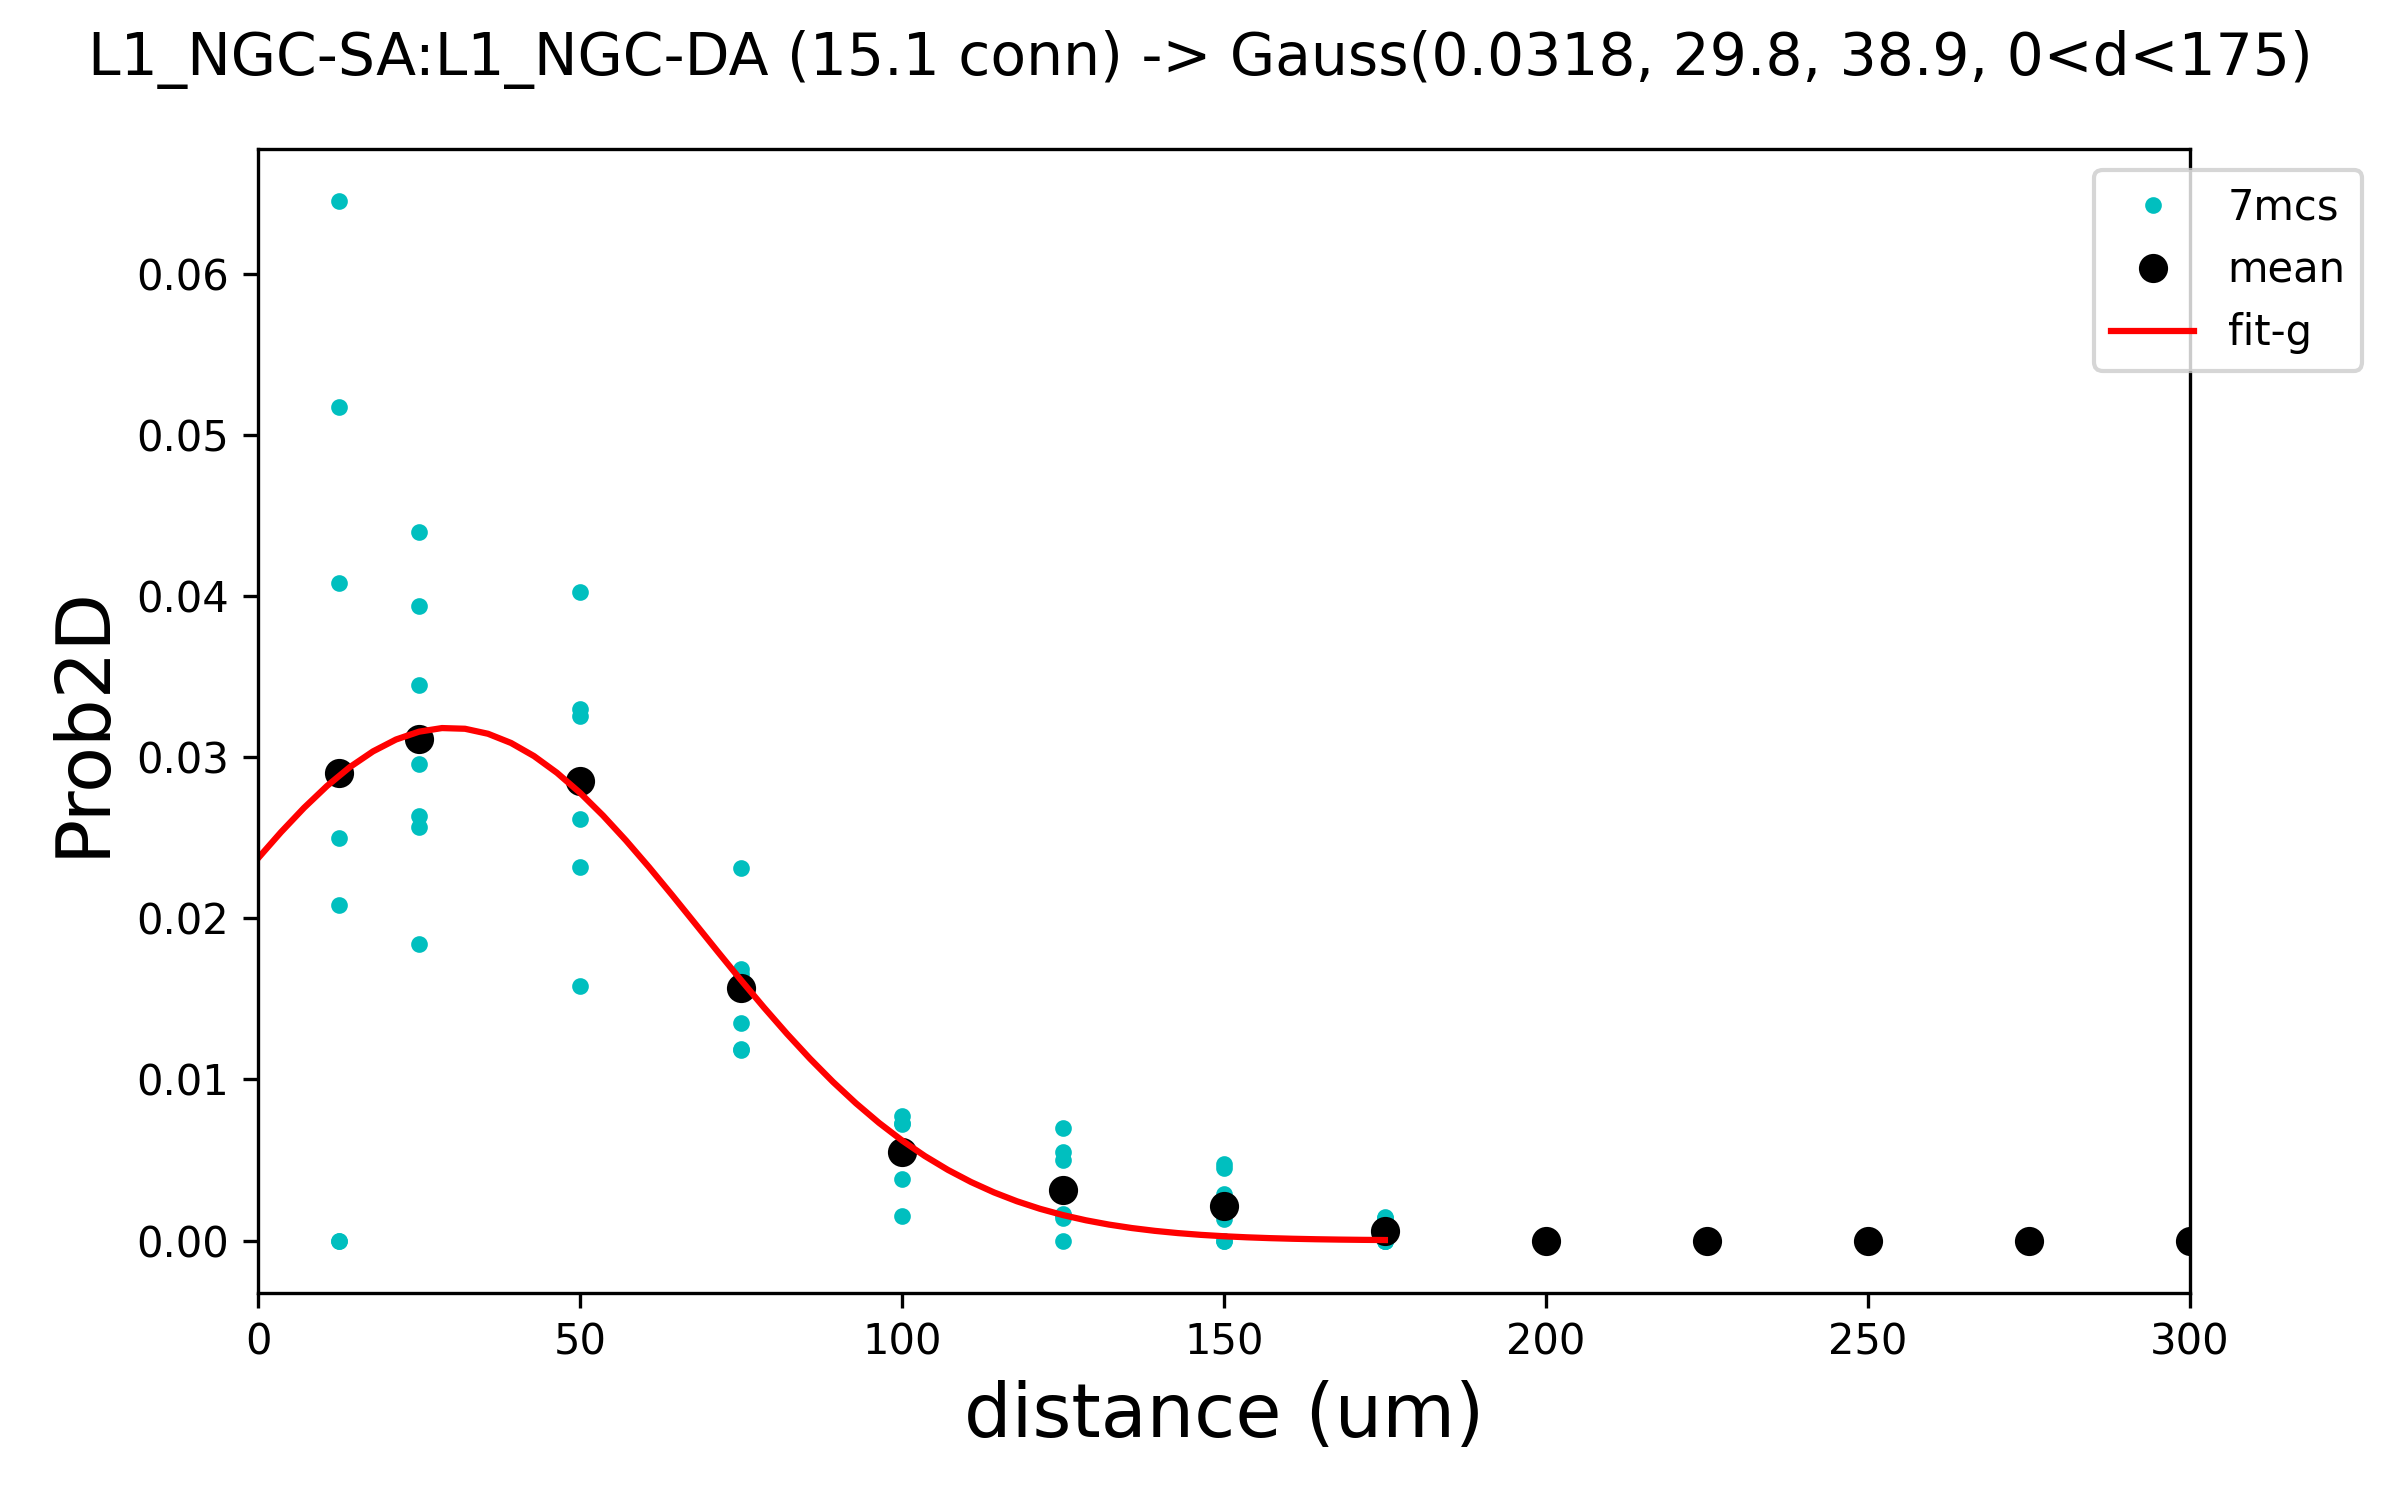 L1_NGC-SA:L1_NGC-DA (15.1 conn) -> Gauss(0.0318, 29.8, 38.9, 0<d<175)
7mcs
mean
fit-g
Prob2D
0.06
0.05
0.04
0.03
0.02
0.01
0.00
0 50 100 150 200 250 300
distance (um)